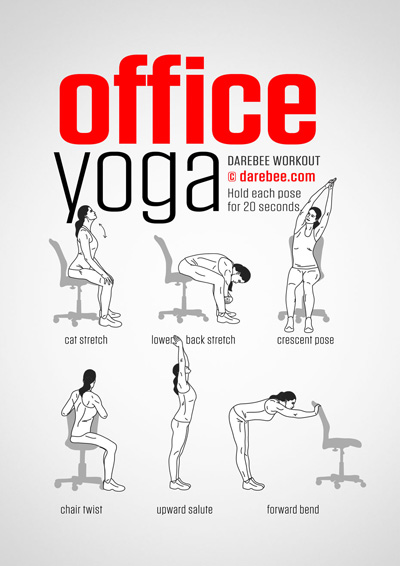 office
yoga
DAREBEE WORKOUT
© darebee.com
Hold each pose
for 20 seconds.
cat stretch
lower back stretch
crescent pose
chair twist
upward salute
forward bend